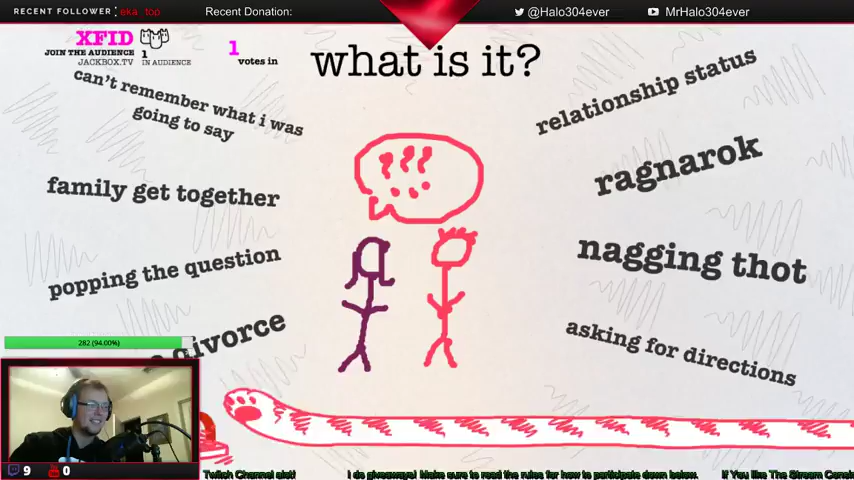 RECENT FOLLOWER: eka_top
Recent Donation:
@Halo304ever
MrHalo304ever
XFID
JOIN THE AUDIENCE
JACKBOX.TV
1
IN AUDIENCE
1
votes in
what is it?
can't remember what i was
going to say
family get together
popping the question
divorce
relationship status
ragnarok
nagging thot
asking for directions
???
282 (94.00%)
9
0
Twitch Channel alot!
I do giveaways! Make sure to read the rules for how to participate down below.
If You Like The Stream Consi